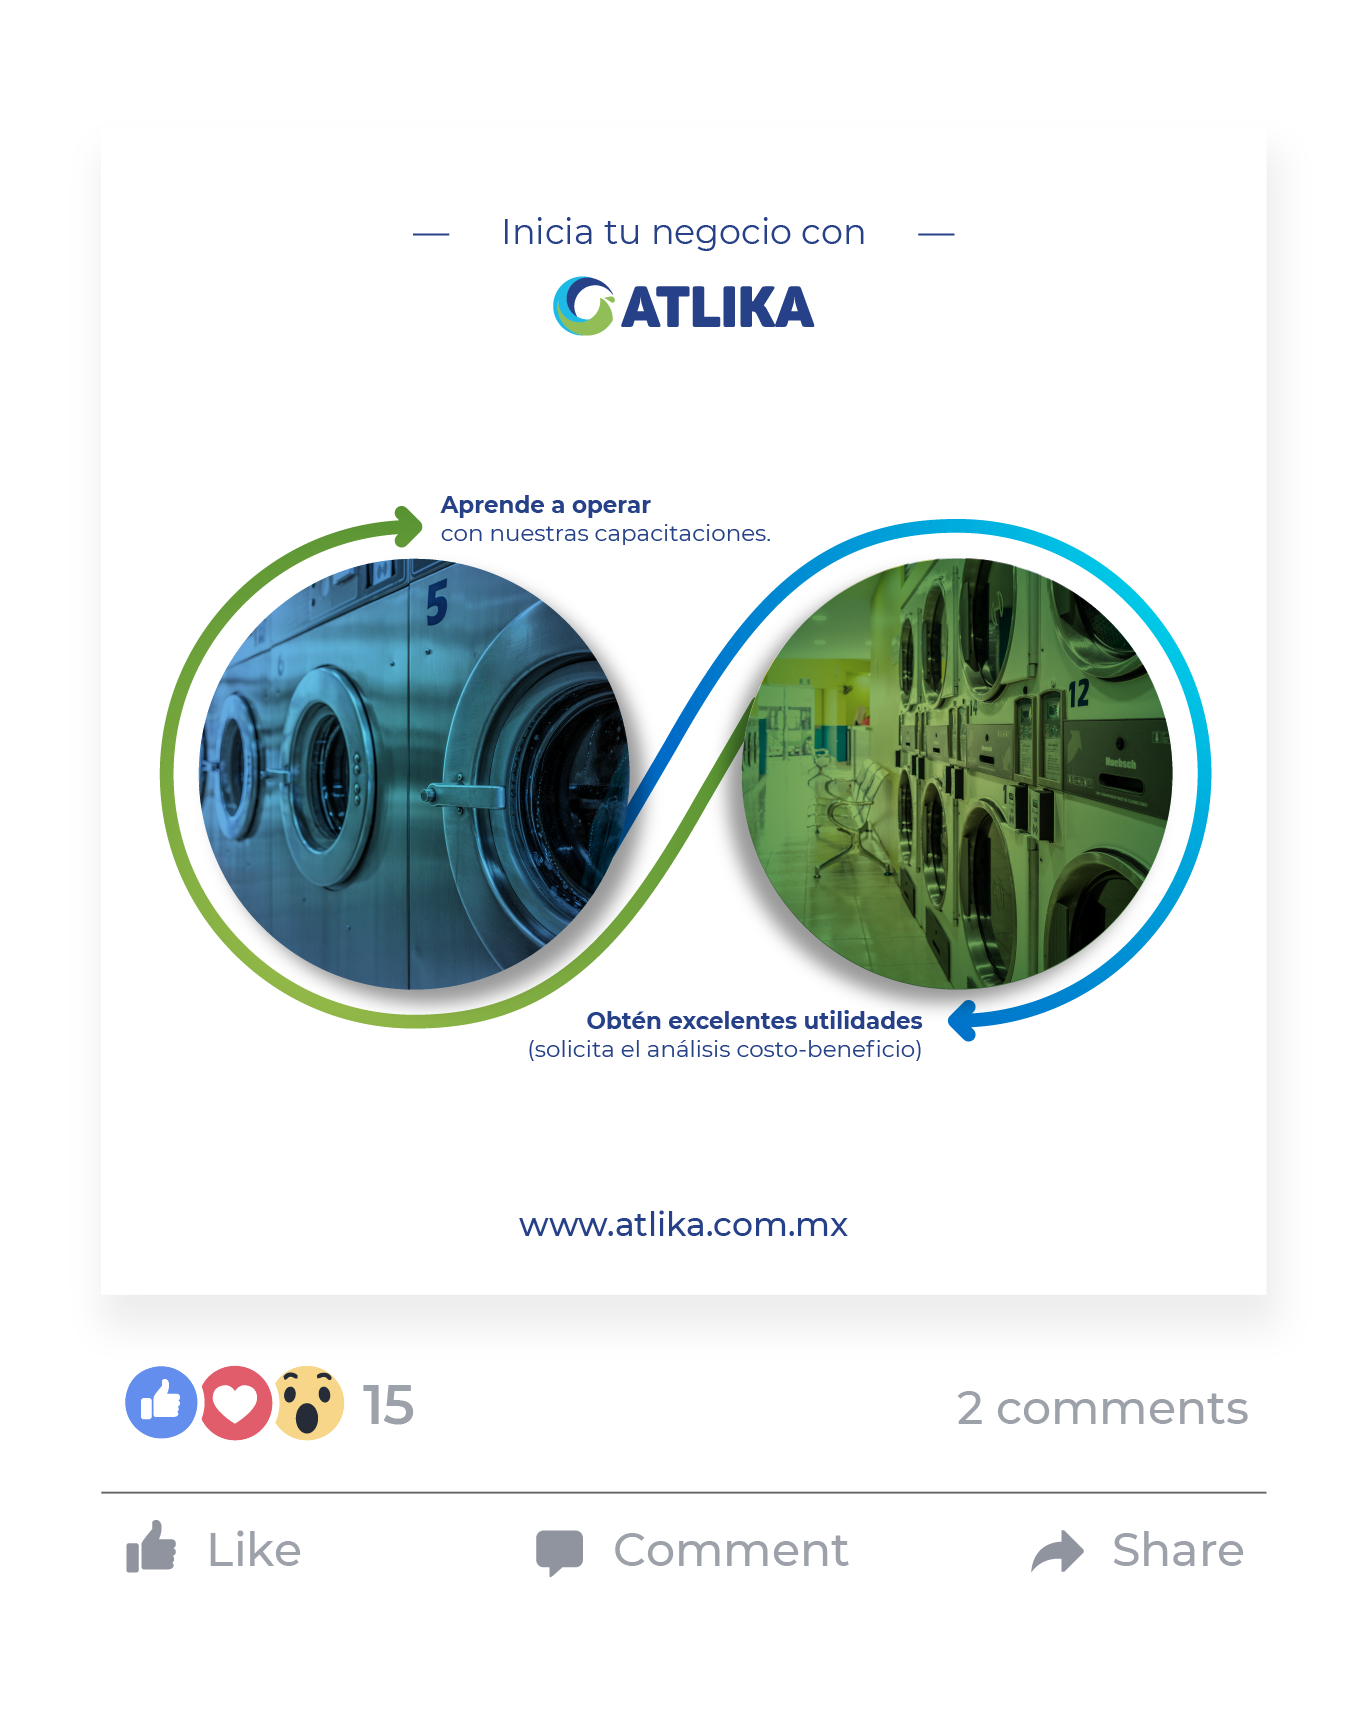 Inicia tu negocio con
ATLIKA
Aprende a operar
con nuestras capacitaciones.
5
12
Huebsch
Obtén excelentes utilidades
(solicita el análisis costo-beneficio)
www.atlika.com.mx
15
2 comments
Like
Comment
Share